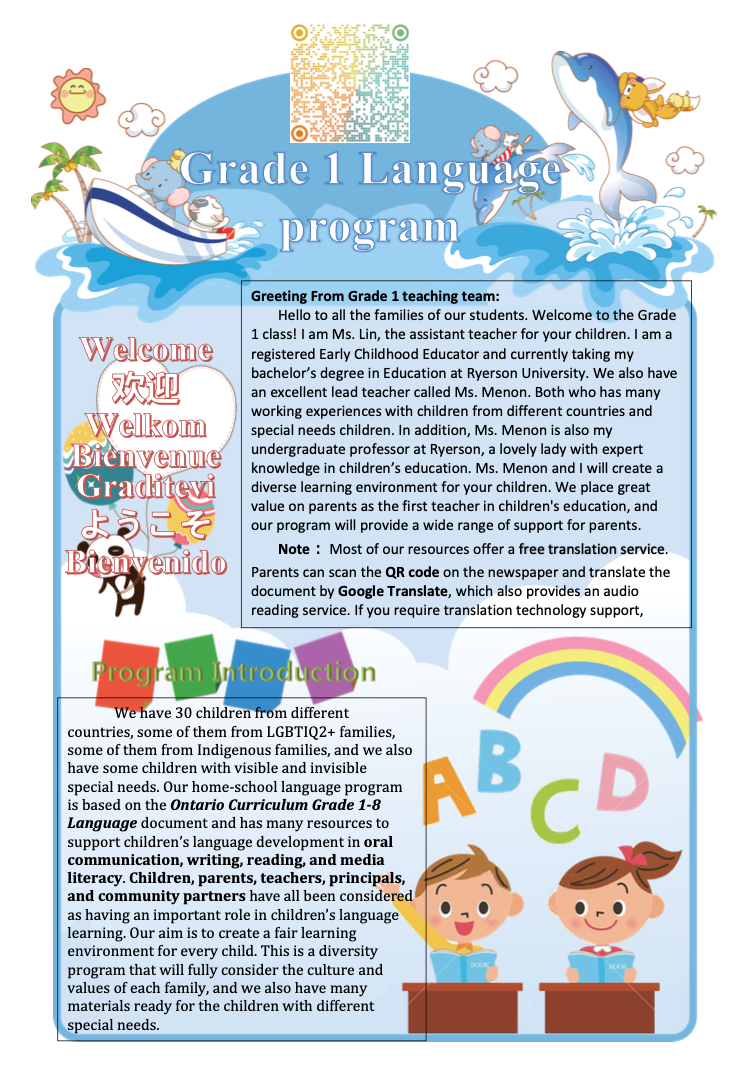 Grade 1 Language
program
Greeting From Grade 1 teaching team:
Hello to all the families of our students. Welcome to the Grade
1 class! I am Ms. Lin, the assistant teacher for your children. I am a
registered Early Childhood Educator and currently taking my
bachelor's degree in Education at Ryerson University. We also have
an excellent lead teacher called Ms. Menon. Both who has many
working experiences with children from different countries and
special needs children. In addition, Ms. Menon is also my
undergraduate professor at Ryerson, a lovely lady with expert
knowledge in children's education. Ms. Menon and I will create a
diverse learning environment for your children. We place great
value on parents as the first teacher in children's education, and
our program will provide a wide range of support for parents.
Note： Most of our resources offer a free translation service.
Parents can scan the QR code on the newspaper and translate the
document by Google Translate, which also provides an audio
reading service. If you require translation technology support,
Welcome
欢迎
Welkom
Bienvenue
Graditevi
ようこそ
Bienvenido
Program Introduction
We have 30 children from different
countries, some of them from LGBTIQ2+ families,
some of them from Indigenous families, and we also
have some children with visible and invisible
special needs. Our home-school language program
is based on the Ontario Curriculum Grade 1-8
Language document and has many resources to
support children's language development in oral
communication, writing, reading, and media
literacy. Children, parents, teachers, principals,
and community partners have all been considered
as having an important role in children's language
learning. Our aim is to create a fair learning
environment for every child. This is a diversity
program that will fully consider the culture and
values of each family, and we also have many
materials ready for the children with different
special needs.
A B C D
BOOK
BOOK